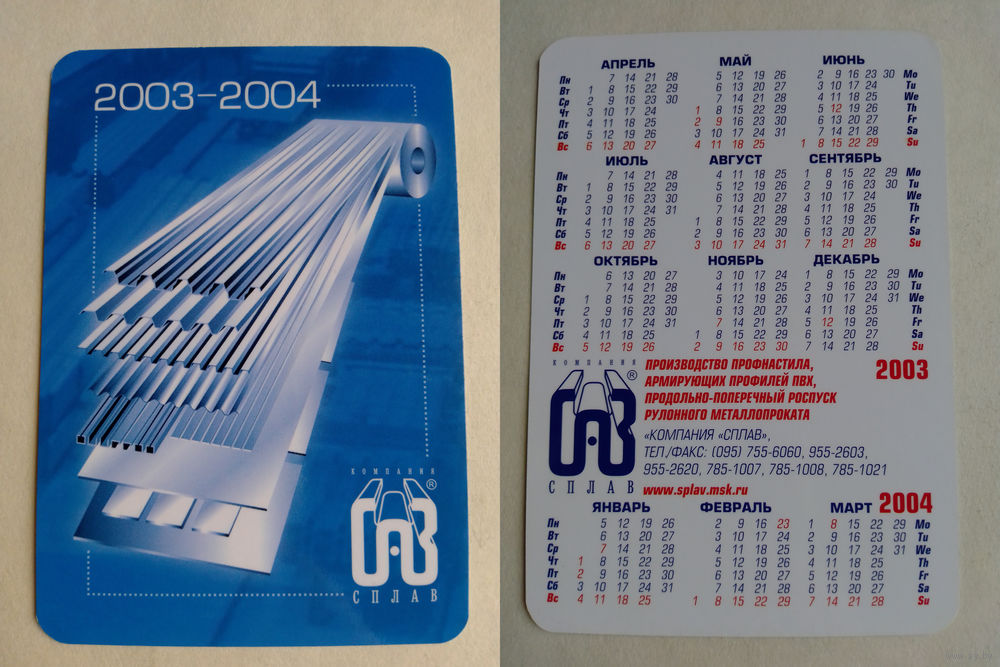 2003-2004
КОМПАНИЯ
®
СПЛАВ
АПРЕЛЬ МАЙ ИЮНЬ
Пн 7 14 21 28 5 12 19 26 2 9 16 23 30 Mo
Вт 1 8 15 22 29 6 13 20 27 3 10 17 24 Tu
Ср 2 9 16 23 30 7 14 21 28 4 11 18 25 We
Чт 3 10 17 24 1 8 15 22 29 5 12 19 26 Th
Пт 4 11 18 25 2 9 16 23 30 6 13 20 27 Fr
Сб 5 12 19 26 3 10 17 24 31 7 14 21 28 Sa
Вс 6 13 20 27 4 11 18 25 1 8 15 22 29 Su
ИЮЛЬ АВГУСТ СЕНТЯБРЬ
Пн 7 14 21 28 4 11 18 25 1 8 15 22 29 Mo
Вт 1 8 15 22 29 5 12 19 26 2 9 16 23 30 Tu
Ср 2 9 16 23 30 6 13 20 27 3 10 17 24 We
Чт 3 10 17 24 31 7 14 21 28 4 11 18 25 Th
Пт 4 11 18 25 1 8 15 22 29 5 12 19 26 Fr
Сб 5 12 19 26 2 9 16 23 30 6 13 20 27 Sa
Вс 6 13 20 27 3 10 17 24 31 7 14 21 28 Su
ОКТЯБРЬ НОЯБРЬ ДЕКАБРЬ
Пн 6 13 20 27 3 10 17 24 1 8 15 22 29 Mo
Вт 7 14 21 28 4 11 18 25 2 9 16 23 30 Tu
Ср 1 8 15 22 29 5 12 19 26 3 10 17 24 31 We
Чт 2 9 16 23 30 6 13 20 27 4 11 18 25 Th
Пт 3 10 17 24 31 7 14 21 28 5 12 19 26 Fr
Сб 4 11 18 25 1 8 15 22 29 6 13 20 27 Sa
Вс 5 12 19 26 2 9 16 23 30 7 14 21 28 Su
КОМПАНИЯ
®
СПЛАВ
ПРОИЗВОДСТВО ПРОФНАСТИЛА,
АРМИРУЮЩИХ ПРОФИЛЕЙ ПВХ,
ПРОДОЛЬНО-ПОПЕРЕЧНЫЙ РОСПУСК
РУЛОННОГО МЕТАЛЛОПРОКАТА
2003
«КОМПАНИЯ «СПЛАВ»,
ТЕЛ./ФАКС: (095) 755-6060, 955-2603,
955-2620, 785-1007, 785-1008, 785-1021
www.splav.msk.ru
ЯНВАРЬ ФЕВРАЛЬ МАРТ 2004
Пн 5 12 19 26 2 9 16 23 1 8 15 22 29 Mo
Вт 6 13 20 27 3 10 17 24 2 9 16 23 30 Tu
Ср 7 14 21 28 4 11 18 25 3 10 17 24 31 We
Чт 1 8 15 22 29 5 12 19 26 4 11 18 25 Th
Пт 2 9 16 23 30 6 13 20 27 5 12 19 26 Fr
Сб 3 10 17 24 31 7 14 21 28 6 13 20 27 Sa
Вс 4 11 18 25 1 8 15 22 29 7 14 21 28 Su